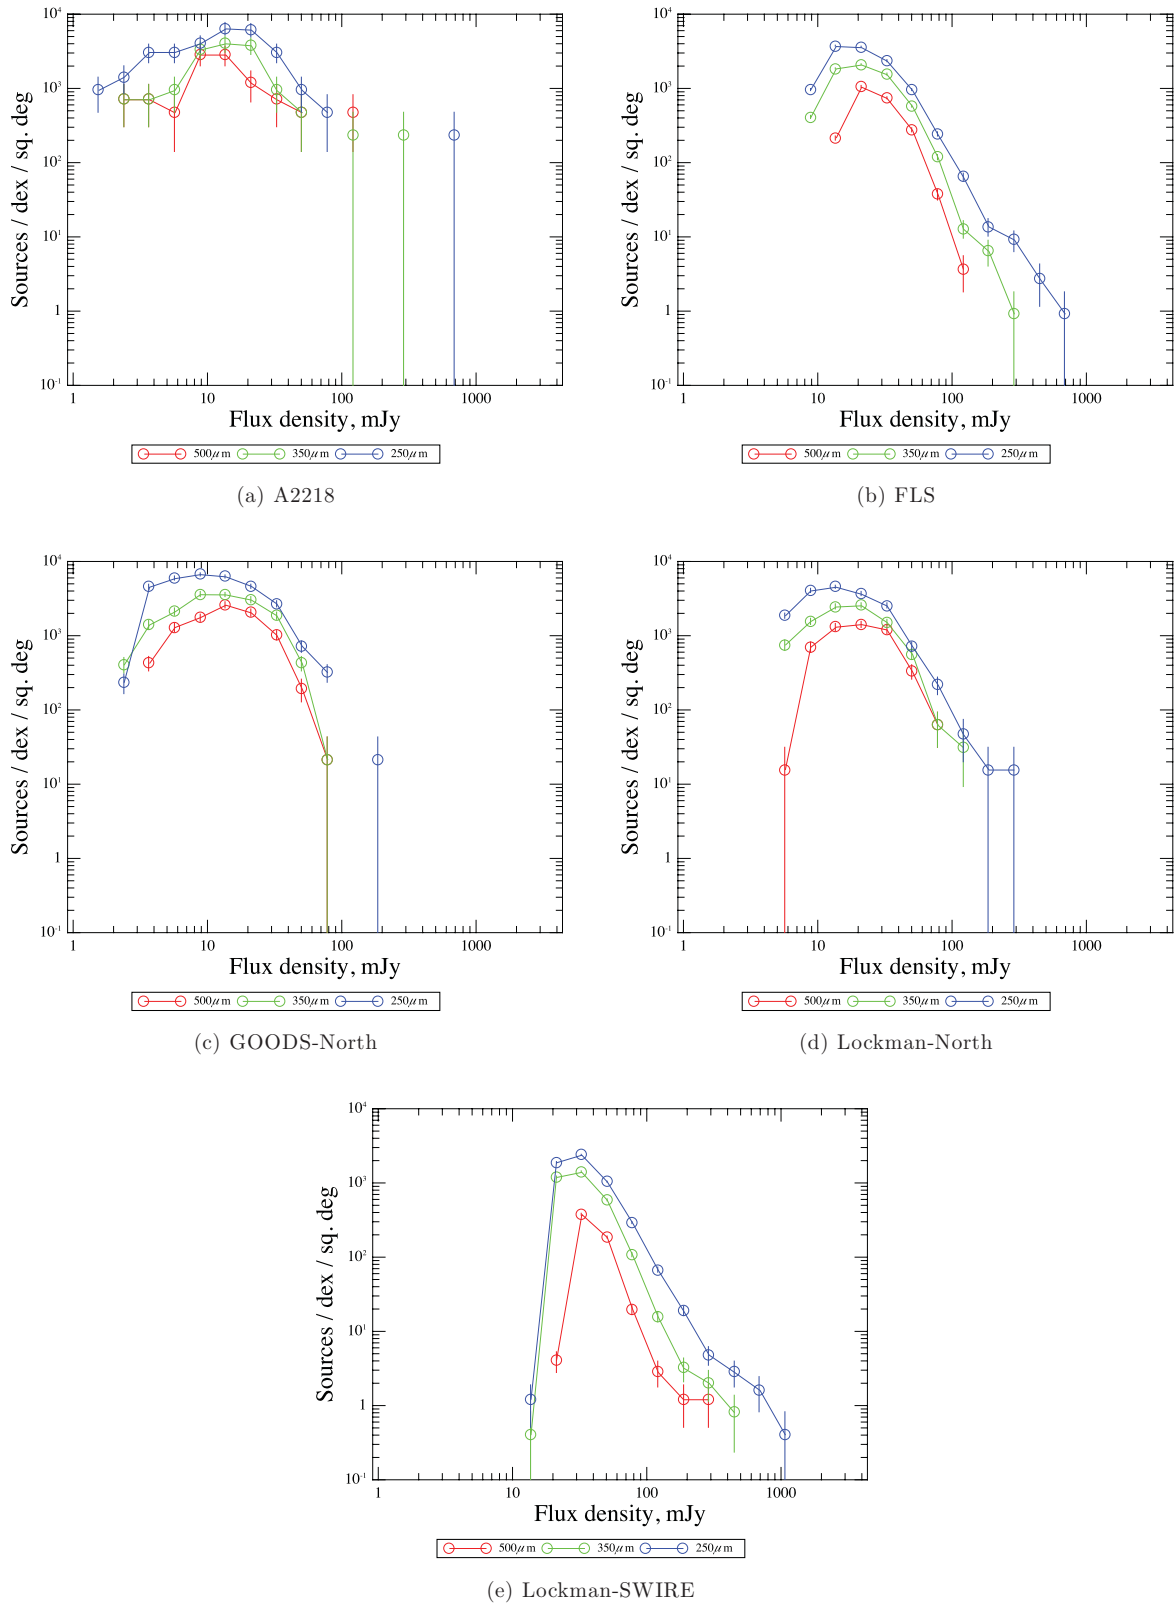 10⁴
10³
10²
10¹
1
10⁻¹
Sources / dex / sq. deg
1 10 100 1000
Flux density, mJy
500μm 350μm 250μm
(a) A2218
10⁴
10³
10²
10¹
1
10⁻¹
Sources / dex / sq. deg
1 10 100 1000
Flux density, mJy
500μm 350μm 250μm
(b) FLS
10⁴
10³
10²
10¹
1
10⁻¹
Sources / dex / sq. deg
1 10 100 1000
Flux density, mJy
500μm 350μm 250μm
(c) GOODS-North
10⁴
10³
10²
10¹
1
10⁻¹
Sources / dex / sq. deg
1 10 100 1000
Flux density, mJy
500μm 350μm 250μm
(d) Lockman-North
10⁴
10³
10²
10¹
1
10⁻¹
Sources / dex / sq. deg
1 10 100 1000
Flux density, mJy
500μm 350μm 250μm
(e) Lockman-SWIRE